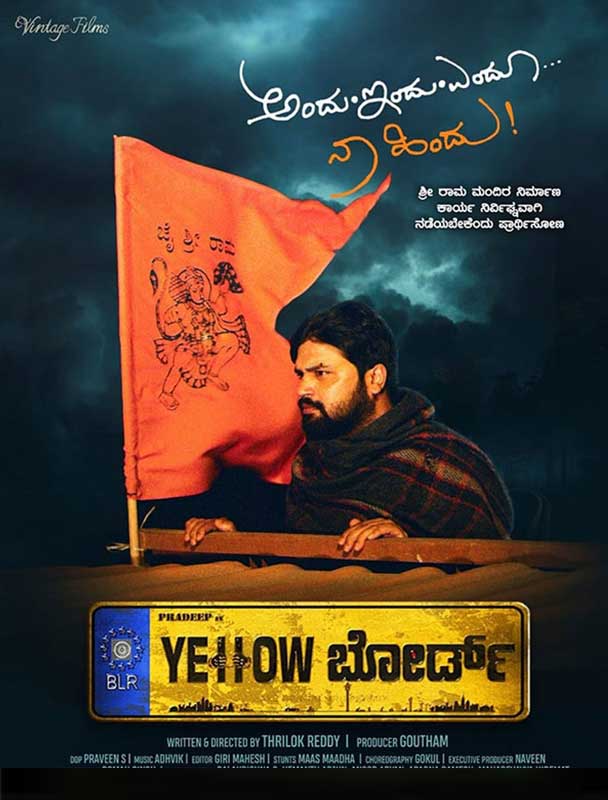 Vintage Films
ಅಂದು•ಇಂದು•ಎಂದೂ...
ನಾ ಹಿಂದು!
ಶ್ರೀ ರಾಮ ಮಂದಿರ ನಿರ್ಮಾಣ
ಕಾರ್ಯ ನಿರ್ವಿಘ್ನವಾಗಿ
ನಡೆಯಬೇಕೆಂದು ಪ್ರಾರ್ಥಿಸೋಣ
ಜೈ ಶ್ರೀ ರಾಮ
PRADEEP IN
YELLOW ಬೋರ್ಡ್
BLR
WRITTEN & DIRECTED BY THRILOK REDDY | PRODUCER GOUTHAM
DOP PRAVEEN S | MUSIC ADHVIK | EDITOR GIRI MAHESH | STUNTS MAAS MAADHA | CHOREOGRAPHY GOKUL | EXECUTIVE PRODUCER NAVEEN